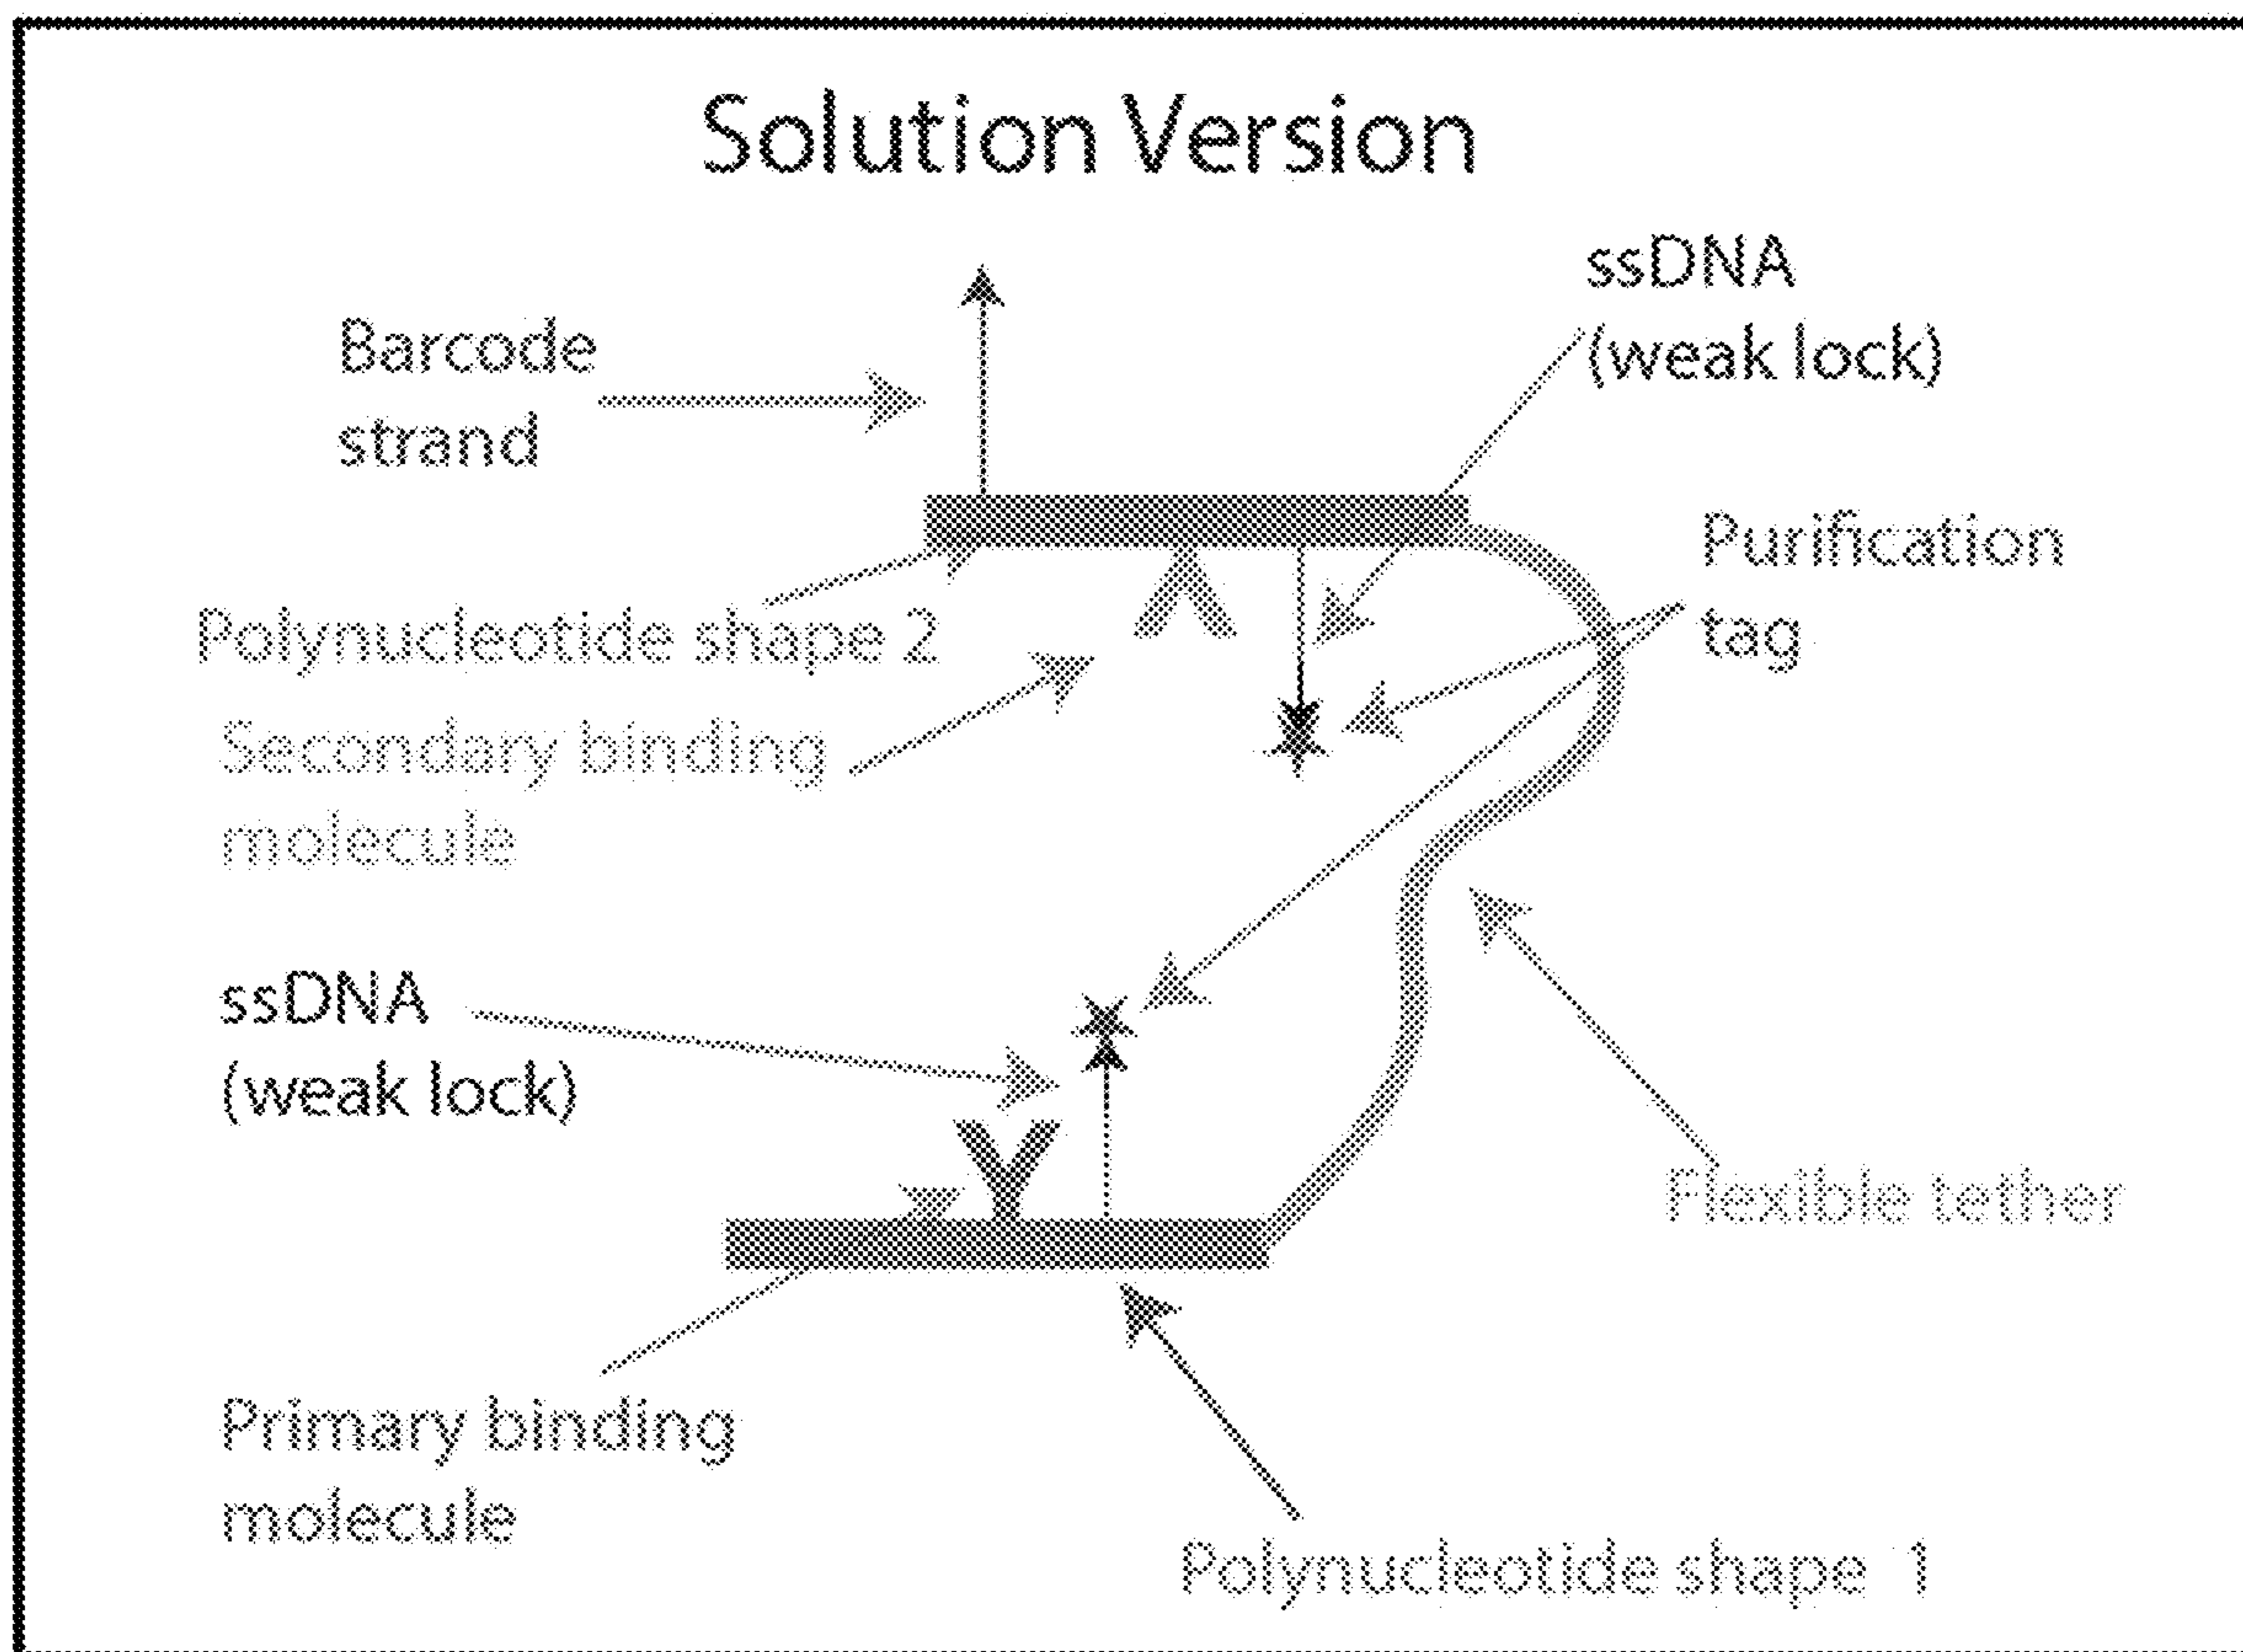 Solution Version
ssDNA
(weak lock)
Barcode
strand
Purification
tag
Polynucleotide shape 2
Secondary binding
molecule
ssDNA
(weak lock)
Flexible tether
Primary binding
molecule
Polynucleotide shape 1